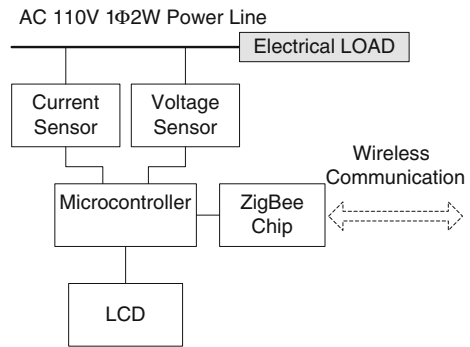 AC 110V 1Φ2W Power Line
Electrical LOAD
Current
Sensor
Voltage
Sensor
Wireless
Communication
Microcontroller
ZigBee
Chip
LCD